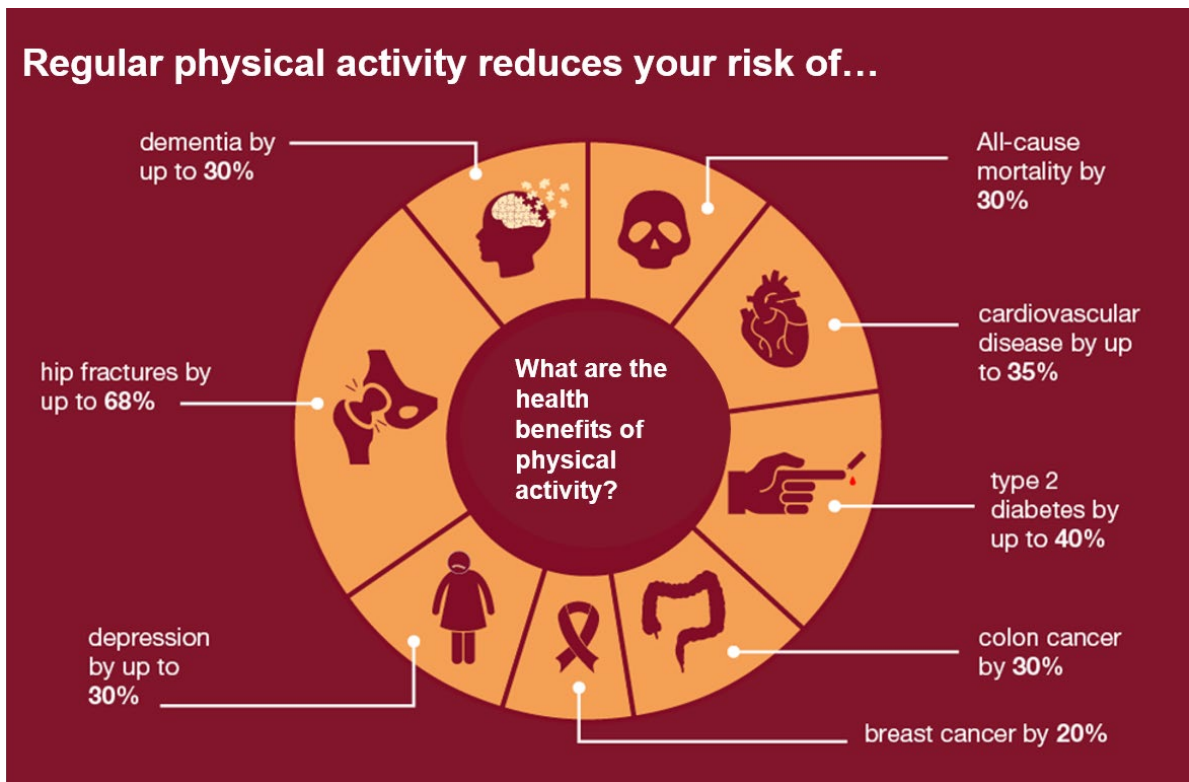 Regular physical activity reduces your risk of…
dementia by
up to 30%
All-cause
mortality by
30%
cardiovascular
disease by up
to 35%
hip fractures by
up to 68%
What are the
health
benefits of
physical
activity?
type 2
diabetes by
up to 40%
depression
by up to
30%
colon cancer
by 30%
breast cancer by 20%